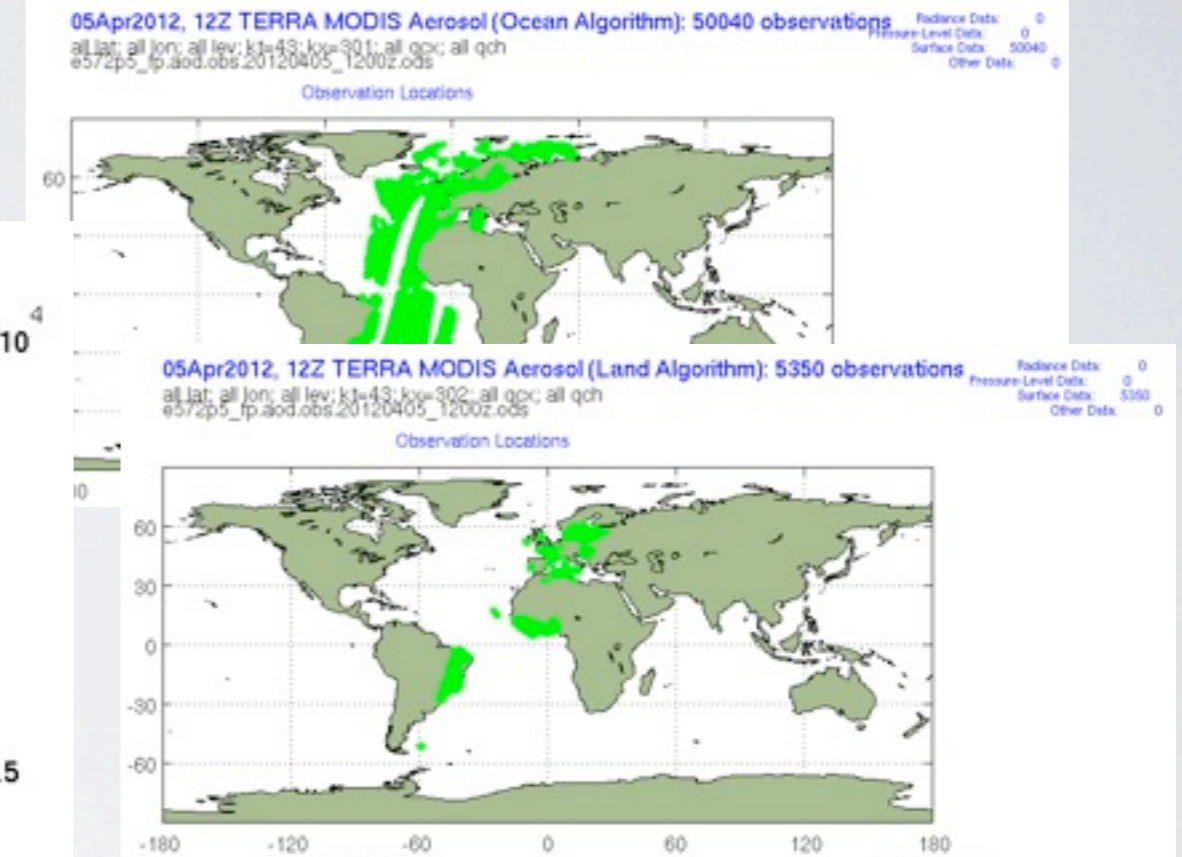 05Apr2012, 12Z TERRA MODIS Aerosol (Ocean Algorithm): 50040 observations
Radiance Data: 0
Pressure-Level Data: 0
Surface Data: 50040
Other Data: 0
all lat; all lon; all lev; kt=43; kx=301; all qcx; all qch
e572p5_fp.aod.obs.20120405_1200z.ods
Observation Locations
60
10 4
05Apr2012, 12Z TERRA MODIS Aerosol (Land Algorithm): 5350 observations
Radiance Data: 0
Pressure-Level Data: 0
Surface Data: 5350
Other Data: 0
all lat; all lon; all lev; kt=43; kx=302; all qcx; all qch
e572p5_fp.aod.obs.20120405_1200z.ods
Observation Locations
60
30
0
-30
-60
-180 -120 -60 0 60 120 180
5